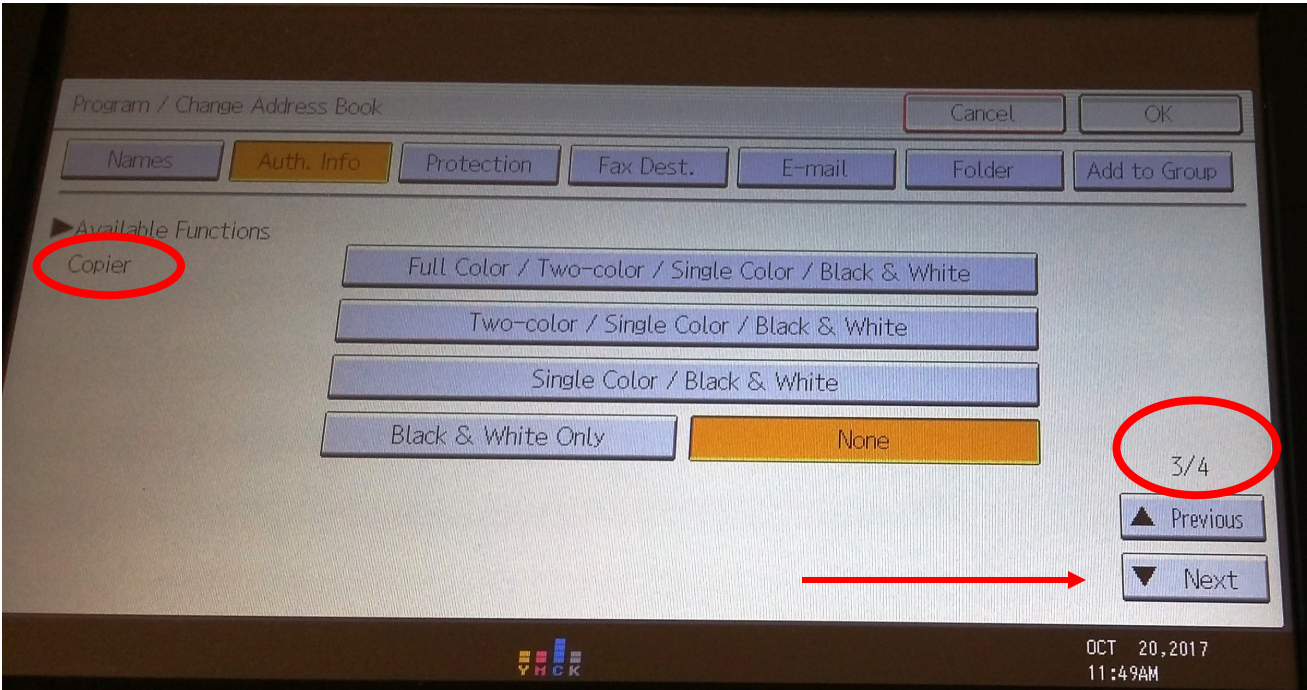 Program / Change Address Book
Cancel
OK
Names
Auth. Info
Protection
Fax Dest.
E-mail
Folder
Add to Group
▶Available Functions
Copier
Full Color / Two-color / Single Color / Black & White
Two-color / Single Color / Black & White
Single Color / Black & White
Black & White Only
None
3/4
▲ Previous
▼ Next
Y M C K
OCT 20,2017
11:49AM